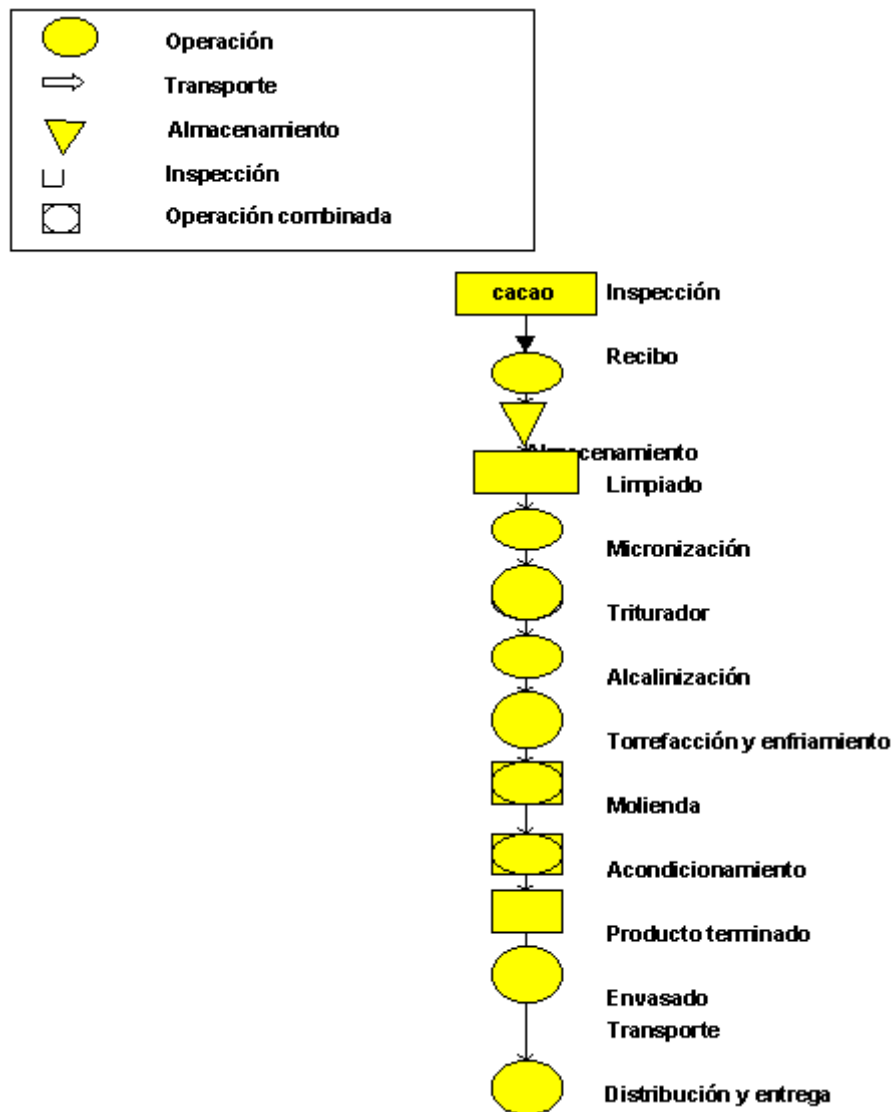 Operación
Transporte
Almacenamiento
Inspección
Operación combinada
cacao Inspección
Recibo
Almacenamiento
Limpiado
Micronización
Triturador
Alcalinización
Torrefacción y enfriamiento
Molienda
Acondicionamiento
Producto terminado
Envasado
Transporte
Distribución y entrega